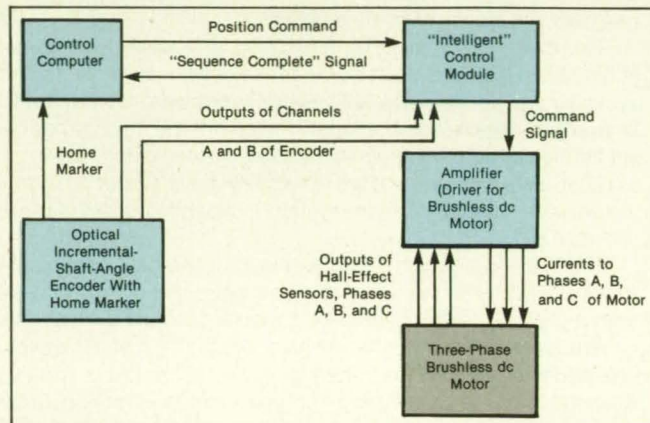 Position Command
Control
Computer
"Sequence Complete" Signal
"Intelligent"
Control
Module
Outputs of Channels
A and B of Encoder
Home
Marker
Command
Signal
Optical
Incremental-
Shaft-Angle
Encoder With
Home Marker
Amplifier
(Driver for
Brushless dc
Motor)
Outputs of
Hall-Effect
Sensors, Phases
A, B, and C
Currents to
Phases A, B,
and C of Motor
Three-Phase
Brushless dc
Motor